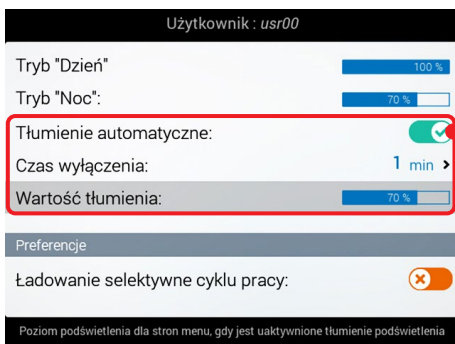 Użytkownik : usr00
Tryb "Dzień" 100 %
Tryb "Noc": 70 %
Tłumienie automatyczne:
Czas wyłączenia: 1 min >
Wartość tłumienia: 70 %
Preferencje
Ładowanie selektywne cyklu pracy:
Poziom podświetlenia dla stron menu, gdy jest uaktywnione tłumienie podświetlenia